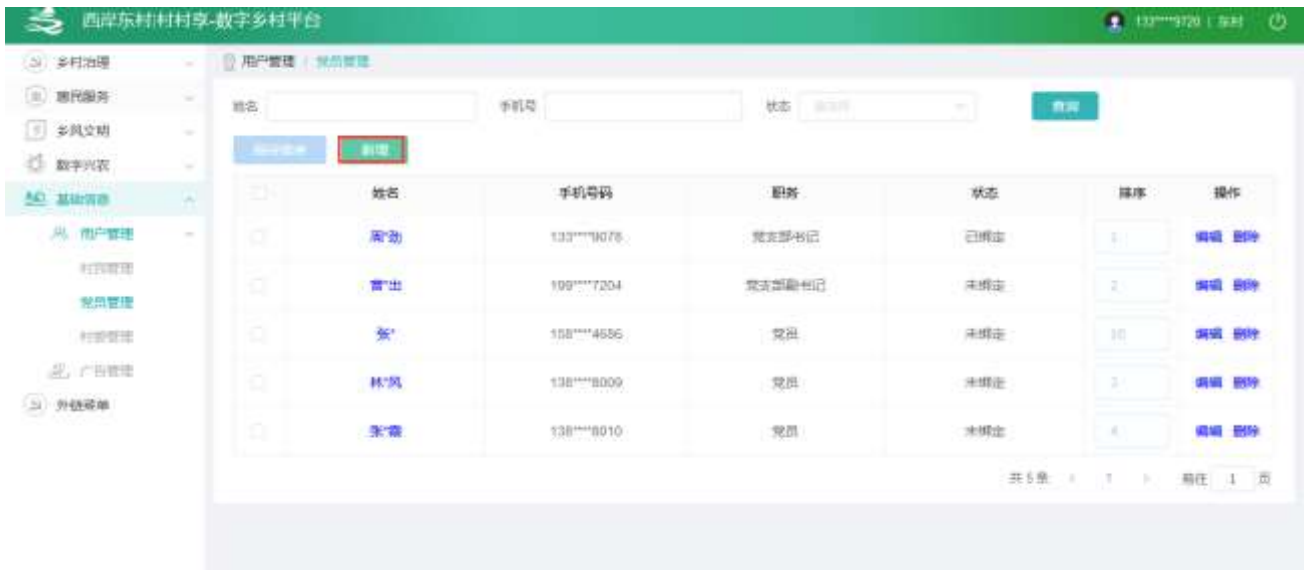 西岸东村|村村享-数字乡村平台
133****9720 | 东村
乡村治理
惠民服务
乡风文明
数字兴农
基础信息
用户管理
村民管理
党员管理
村委管理
广告管理
外链菜单
用户管理 / 党员管理
姓名 手机号 状态 请选择 查询
新增
姓名 手机号码 职务 状态 排序 操作
周*劲 133****9078 党支部书记 已绑定 1 编辑 删除
曾*出 199****7204 党支部副书记 未绑定 2 编辑 删除
张* 158****4686 党员 未绑定 10 编辑 删除
林*风 138****8009 党员 未绑定 3 编辑 删除
张*霞 138****8010 党员 未绑定 4 编辑 删除
共 5 条 < 1 > 前往 1 页